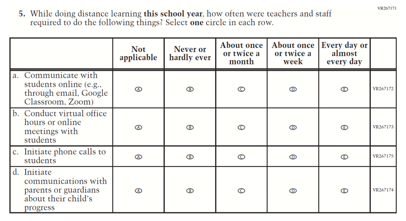 VR267171
5. While doing distance learning this school year, how often were teachers and staff
required to do the following things? Select one circle in each row.
Not applicable
Never or hardly ever
About once or twice a month
About once or twice a week
Every day or almost every day
a. Communicate with
students online (e.g.,
through email, Google
Classroom, Zoom)
A B C D E VR267172
b. Conduct virtual office
hours or online
meetings with
students
A B C D E VR267173
c. Initiate phone calls to
students
A B C D E VR267175
d. Initiate
communications with
parents or guardians
about their child's
progress
A B C D E VR267174